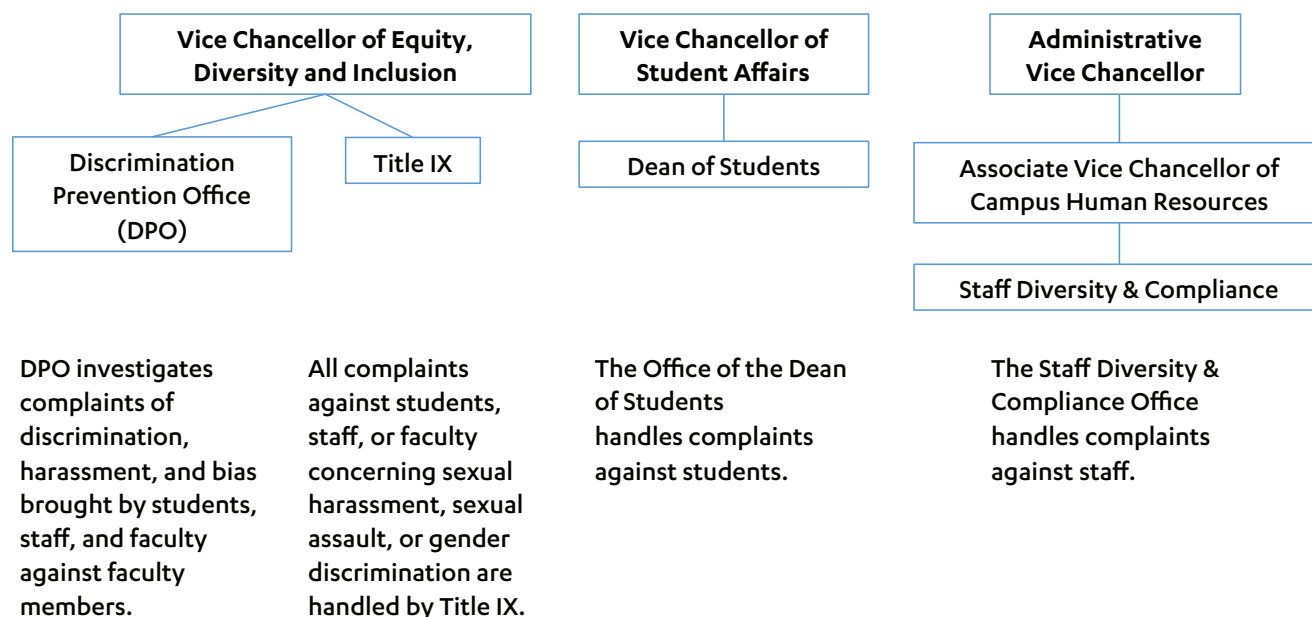 Vice Chancellor of Equity,
Diversity and Inclusion
Vice Chancellor of
Student Affairs
Administrative
Vice Chancellor
Discrimination
Prevention Office
(DPO)
Title IX
Dean of Students
Associate Vice Chancellor of
Campus Human Resources
Staff Diversity & Compliance
DPO investigates
complaints of
discrimination,
harassment, and bias
brought by students,
staff, and faculty
against faculty
members.
All complaints
against students,
staff, or faculty
concerning sexual
harassment, sexual
assault, or gender
discrimination are
handled by Title IX.
The Office of the Dean
of Students
handles complaints
against students.
The Staff Diversity &
Compliance Office
handles complaints
against staff.